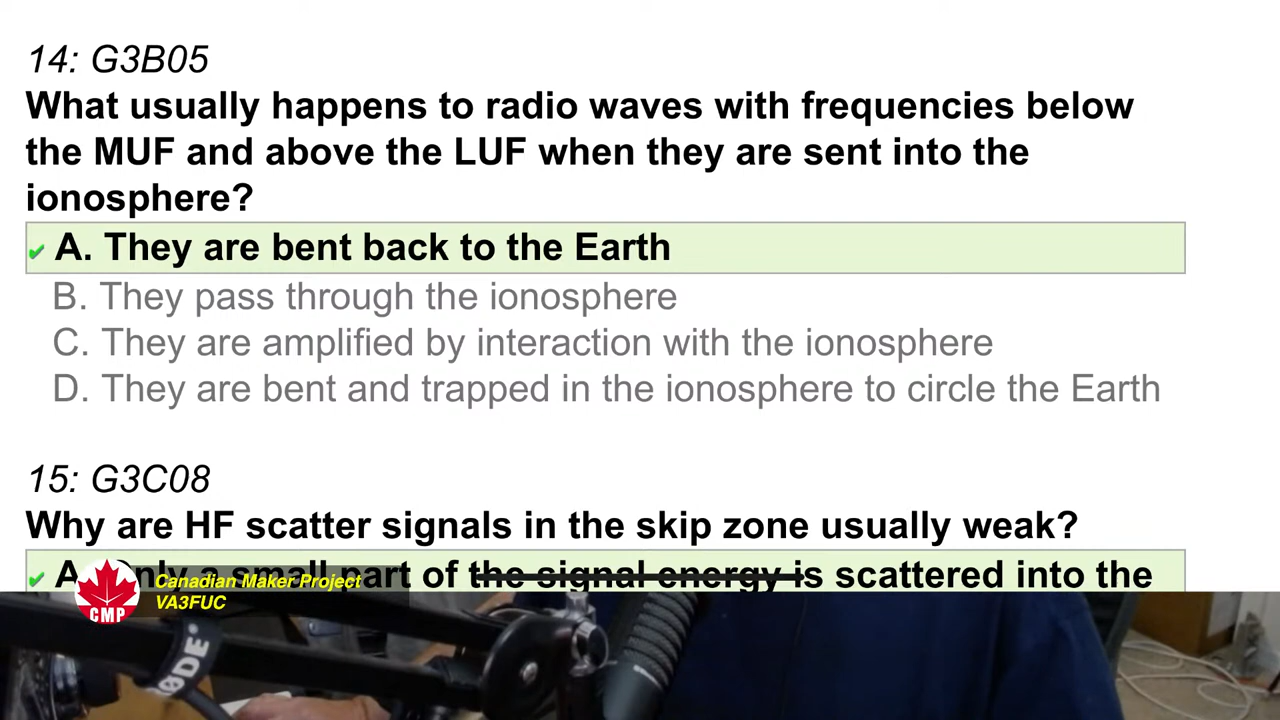 14: G3B05
What usually happens to radio waves with frequencies below
the MUF and above the LUF when they are sent into the
ionosphere?
✔ A. They are bent back to the Earth
B. They pass through the ionosphere
C. They are amplified by interaction with the ionosphere
D. They are bent and trapped in the ionosphere to circle the Earth
15: G3C08
Why are HF scatter signals in the skip zone usually weak?
✔ A. Only a small part of the signal energy is scattered into the
CMP
Canadian Maker Project
VA3FUC